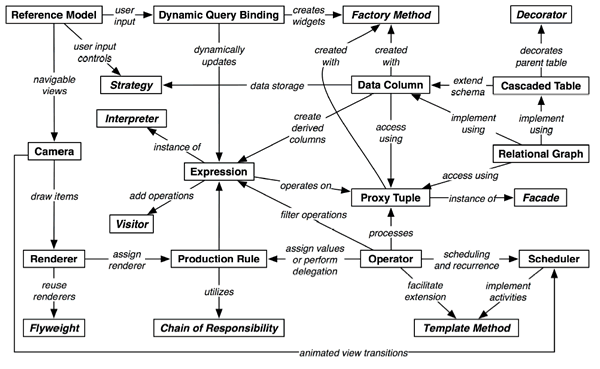 Reference Model
user
input
Dynamic Query Binding
creates
widgets
Factory Method
Decorator
user input
controls
dynamically
updates
created
with
created
with
decorates
parent table
navigable
views
Strategy
data storage
Data Column
extend
schema
Cascaded Table
Interpreter
create
derived
columns
access
using
implement
using
implement
using
Camera
instance of
Relational Graph
Expression
access using
operates on
Proxy Tuple
instance of
Facade
draw items
add operations
Visitor
filter operations
processes
Renderer
assign
renderer
Production Rule
assign values
or perform
delegation
Operator
scheduling
and recurrence
Scheduler
reuse
renderers
utilizes
facilitate
extension
implement
activities
Flyweight
Chain of Responsibility
Template Method
animated view transitions